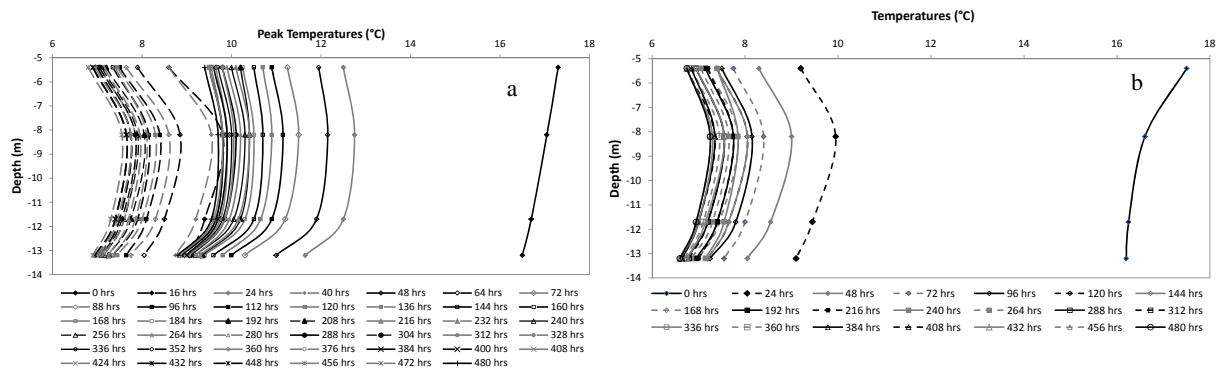 Peak Temperatures (°C)
6 8 10 12 14 16 18
-5
-6
-7
-8
-9
-10
-11
-12
-13
-14
Depth (m)
a
0 hrs 16 hrs 24 hrs 40 hrs 48 hrs 64 hrs 72 hrs
88 hrs 96 hrs 112 hrs 120 hrs 136 hrs 144 hrs 160 hrs
168 hrs 184 hrs 192 hrs 208 hrs 216 hrs 232 hrs 240 hrs
256 hrs 264 hrs 280 hrs 288 hrs 304 hrs 312 hrs 328 hrs
336 hrs 352 hrs 360 hrs 376 hrs 384 hrs 400 hrs 408 hrs
424 hrs 432 hrs 448 hrs 456 hrs 472 hrs 480 hrs
Temperatures (°C)
6 8 10 12 14 16 18
-5
-6
-7
-8
-9
-10
-11
-12
-13
-14
Depth (m)
b
0 hrs 24 hrs 48 hrs 72 hrs 96 hrs 120 hrs 144 hrs
168 hrs 192 hrs 216 hrs 240 hrs 264 hrs 288 hrs 312 hrs
336 hrs 360 hrs 384 hrs 408 hrs 432 hrs 456 hrs 480 hrs